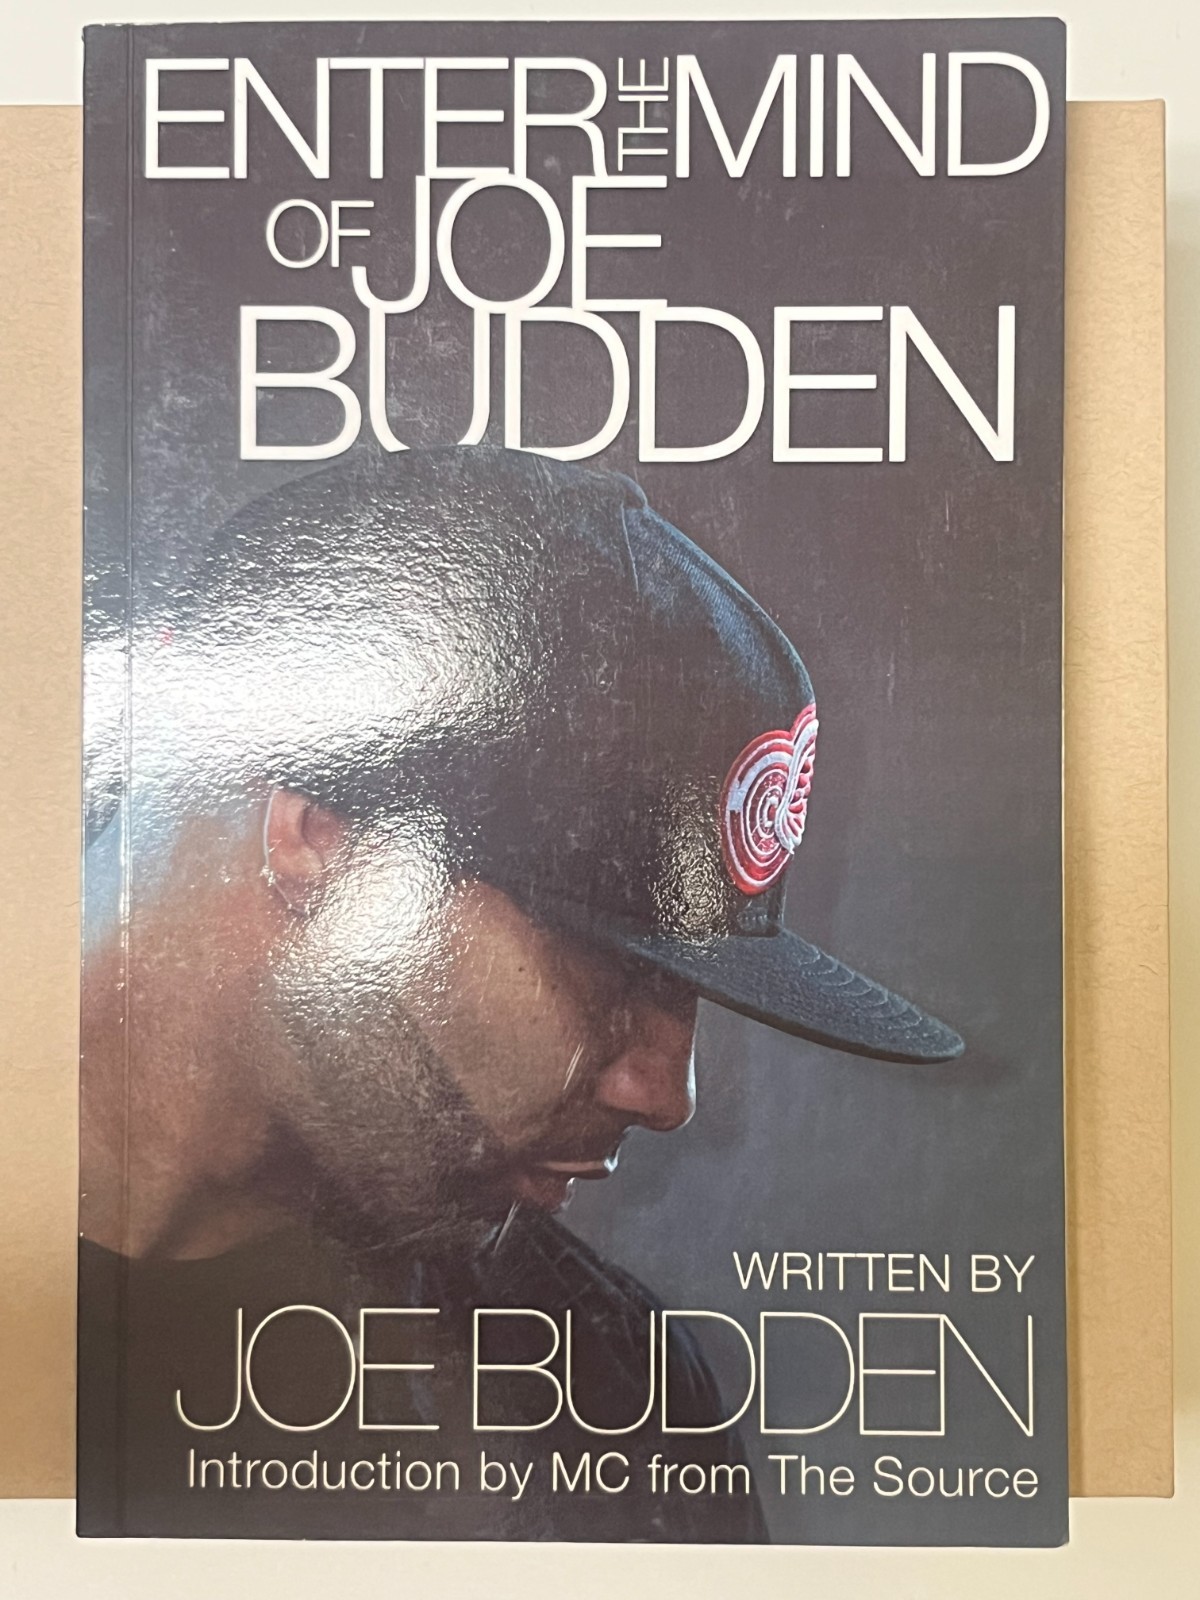 ENTER THE MIND
OF JOE
BUDDEN
WRITTEN BY
JOE BUDDEN
Introduction by MC from The Source